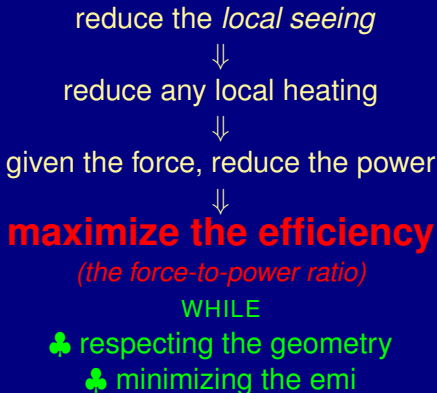 reduce the local seeing
⇓
reduce any local heating
⇓
given the force, reduce the power
⇓
maximize the efficiency
(the force-to-power ratio)
WHILE
♣ respecting the geometry
♣ minimizing the emi